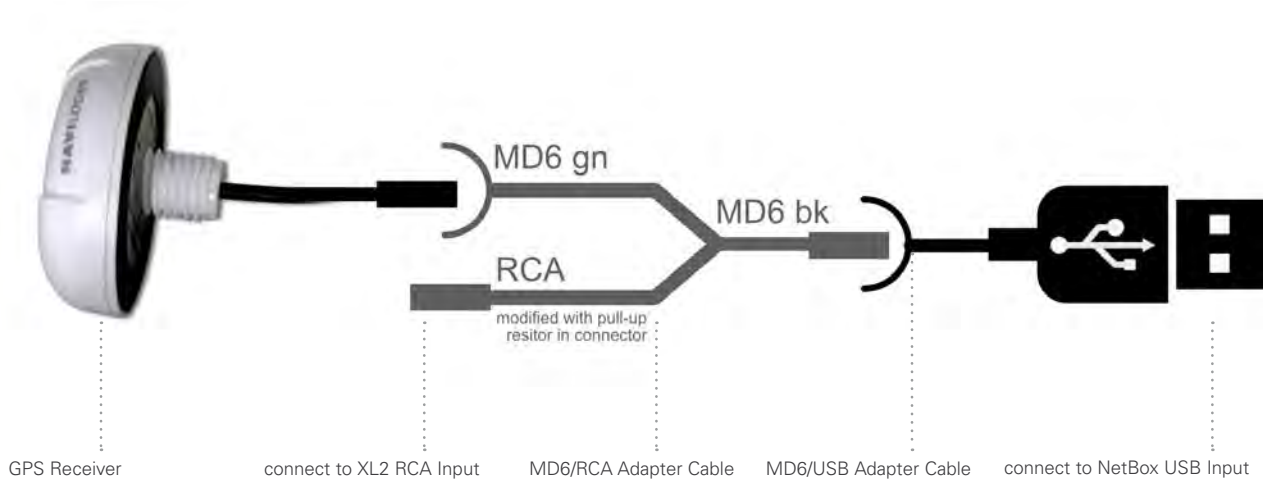 NAVILOCK
MD6 gn
MD6 bk
RCA
modified with pull-up
resitor in connector
GPS Receiver
connect to XL2 RCA Input
MD6/RCA Adapter Cable
MD6/USB Adapter Cable
connect to NetBox USB Input